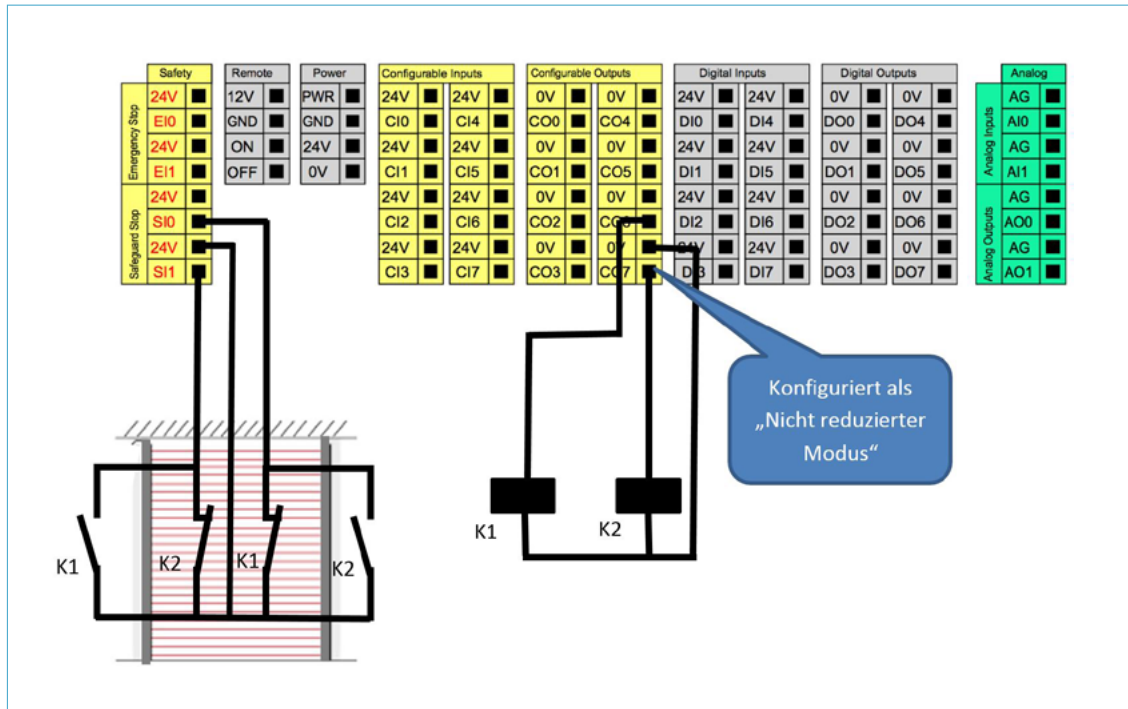 Safety Remote Power Configurable Inputs Configurable Outputs Digital Inputs Digital Outputs Analog
Emergency Stop
Safeguard Stop
Analog Inputs
Analog Outputs
24V 12V PWR 24V 24V 0V 0V 24V 24V 0V 0V AG
EI0 GND GND CI0 CI4 CO0 CO4 DI0 DI4 DO0 DO4 AI0
24V ON 24V 24V 24V 0V 0V 24V 24V 0V 0V AG
EI1 OFF 0V CI1 CI5 CO1 CO5 DI1 DI5 DO1 DO5 AI1
24V 24V 24V 0V 0V 24V 24V 0V 0V AG
SI0 CI2 CI6 CO2 CO6 DI2 DI6 DO2 DO6 AO0
24V 24V 24V 0V 0V 24V 24V 0V 0V AG
SI1 CI3 CI7 CO3 CO7 DI3 DI7 DO3 DO7 AO1
Konfiguriert als
„Nicht reduzierter
Modus“
K1 K2
K1 K2 K1 K2